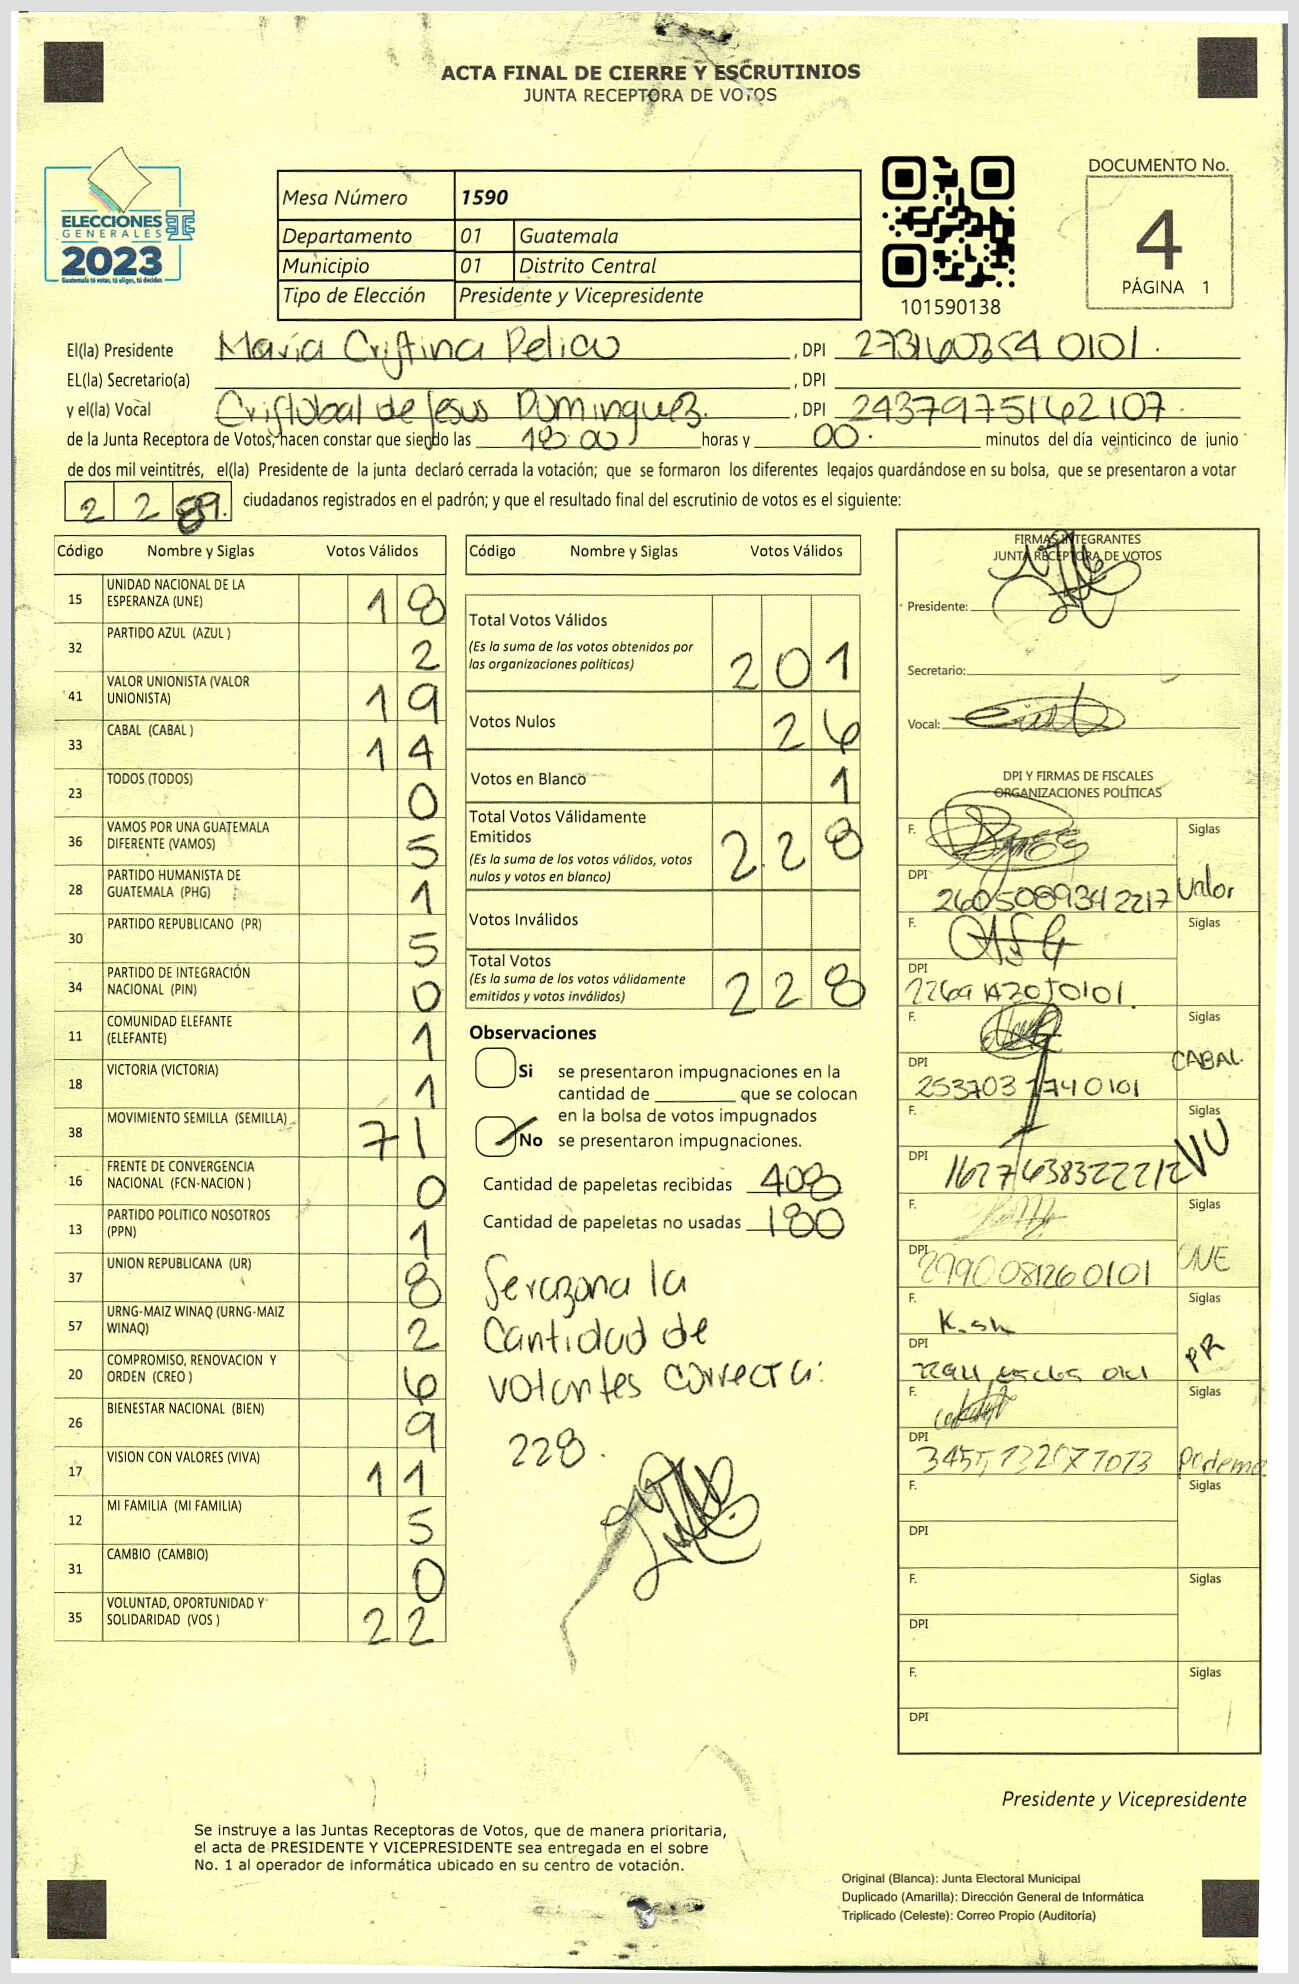 ACTA FINAL DE CIERRE Y ESCRUTINIOS
JUNTA RECEPTORA DE VOTOS
ELECCIONES
GENERALES
2023
Guatemala tú votas, tú eliges, tú decides
Mesa Número 1590
Departamento 01 Guatemala
Municipio 01 Distrito Central
Tipo de Elección Presidente y Vicepresidente
101590138
DOCUMENTO No.
4
PÁGINA 1
El(la) Presidente María Cristina Pelico , DPI
EL(la) Secretario(a) , DPI
y el(la) Vocal Cristobal de Jesus Dominguez. , DPI 2437975162107
de la Junta Receptora de Votos, hacen constar que siendo las 18:00 horas y 00. minutos del día veinticinco de junio
de dos mil veintitrés, el(la) Presidente de la junta declaró cerrada la votación; que se formaron los diferentes legajos guardándose en su bolsa, que se presentaron a votar
2 2 ciudadanos registrados en el padrón; y que el resultado final del escrutinio de votos es el siguiente:
Código Nombre y Siglas Votos Válidos
15 UNIDAD NACIONAL DE LA ESPERANZA (UNE) 18
32 PARTIDO AZUL (AZUL ) 2
41 VALOR UNIONISTA (VALOR UNIONISTA) 19
33 CABAL (CABAL ) 14
23 TODOS (TODOS) 0
36 VAMOS POR UNA GUATEMALA DIFERENTE (VAMOS) 5
28 PARTIDO HUMANISTA DE GUATEMALA (PHG) 1
30 PARTIDO REPUBLICANO (PR) 5
34 PARTIDO DE INTEGRACIÓN NACIONAL (PIN) 0
11 COMUNIDAD ELEFANTE (ELEFANTE) 1
18 VICTORIA (VICTORIA) 1
38 MOVIMIENTO SEMILLA (SEMILLA) 71
16 FRENTE DE CONVERGENCIA NACIONAL (FCN-NACION ) 0
13 PARTIDO POLITICO NOSOTROS (PPN) 1
37 UNION REPUBLICANA (UR) 8
57 URNG-MAIZ WINAQ (URNG-MAIZ WINAQ) 2
20 COMPROMISO, RENOVACION Y ORDEN (CREO ) 6
26 BIENESTAR NACIONAL (BIEN) 9
17 VISION CON VALORES (VIVA) 11
12 MI FAMILIA (MI FAMILIA) 5
31 CAMBIO (CAMBIO) 0
35 VOLUNTAD, OPORTUNIDAD Y SOLIDARIDAD (VOS ) 22
Código Nombre y Siglas Votos Válidos
Total Votos Válidos 201
(Es la suma de los votos obtenidos por
las organizaciones políticas)
Votos Nulos 26
Votos en Blanco 1
Total Votos Válidamente
Emitidos 228
(Es la suma de los votos válidos, votos
nulos y votos en blanco)
Votos Inválidos
Total Votos 228
(Es la suma de los votos válidamente
emitidos y votos inválidos)
Observaciones
Si se presentaron impugnaciones en la
cantidad de ________ que se colocan
en la bolsa de votos impugnados
No se presentaron impugnaciones.
Cantidad de papeletas recibidas 408
Cantidad de papeletas no usadas 180
Se razona la
Cantidad de
votantes correcta:
228.
FIRMAS INTEGRANTES
JUNTA RECEPTORA DE VOTOS
Presidente:
Secretario:
Vocal:
DPI Y FIRMAS DE FISCALES
ORGANIZACIONES POLÍTICAS
F. Siglas
DPI 2605089342217 Valor
F. Siglas
DPI
F. Siglas
DPI 2537031740101 CABAL
F. Siglas
DPI 1627638322212 VU
F. Siglas
DPI 2990081260101 UNE
F. K.sh Siglas
DPI PR
F. Siglas
DPI Podemo
F. Siglas
DPI
F. Siglas
DPI
F. Siglas
DPI
Presidente y Vicepresidente
Se instruye a las Juntas Receptoras de Votos, que de manera prioritaria,
el acta de PRESIDENTE Y VICEPRESIDENTE sea entregada en el sobre
No. 1 al operador de informática ubicado en su centro de votación.
Original (Blanca): Junta Electoral Municipal
Duplicado (Amarilla): Dirección General de Informática
Triplicado (Celeste): Correo Propio (Auditoría)